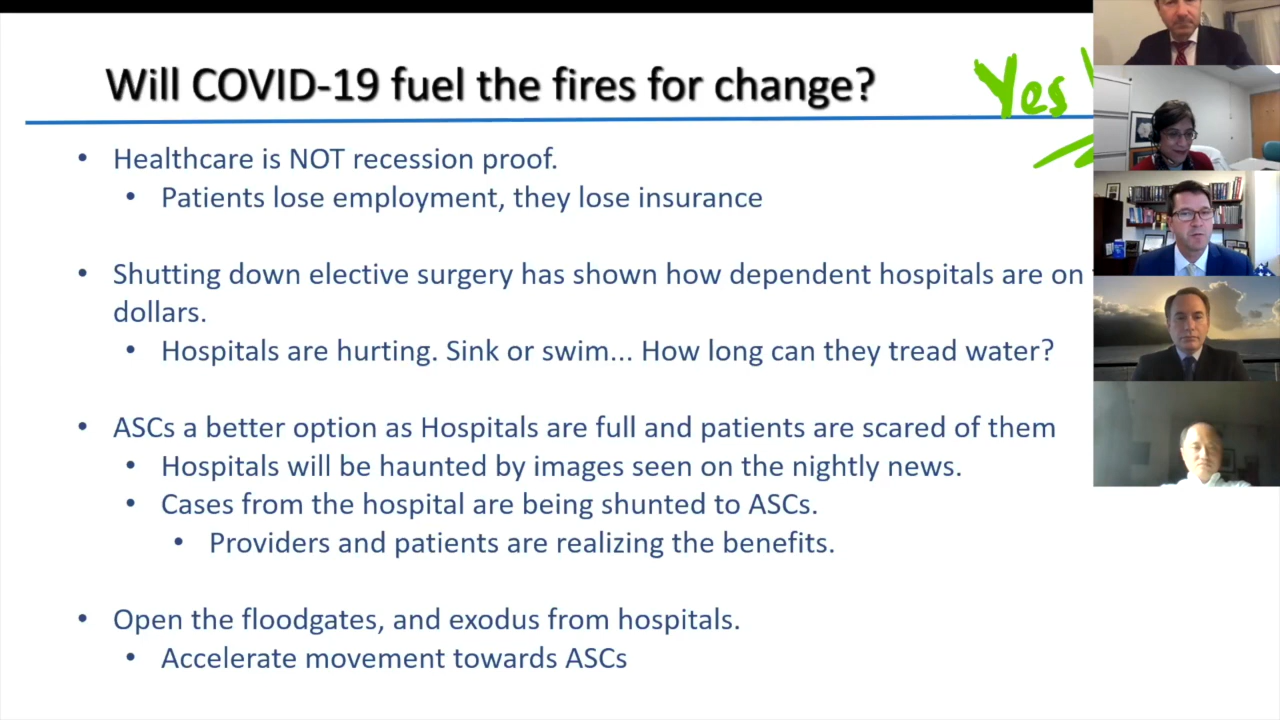 Will COVID-19 fuel the fires for change?
Yes
• Healthcare is NOT recession proof.
• Patients lose employment, they lose insurance
• Shutting down elective surgery has shown how dependent hospitals are on
dollars.
• Hospitals are hurting. Sink or swim... How long can they tread water?
• ASCs a better option as Hospitals are full and patients are scared of them
• Hospitals will be haunted by images seen on the nightly news.
• Cases from the hospital are being shunted to ASCs.
• Providers and patients are realizing the benefits.
• Open the floodgates, and exodus from hospitals.
• Accelerate movement towards ASCs